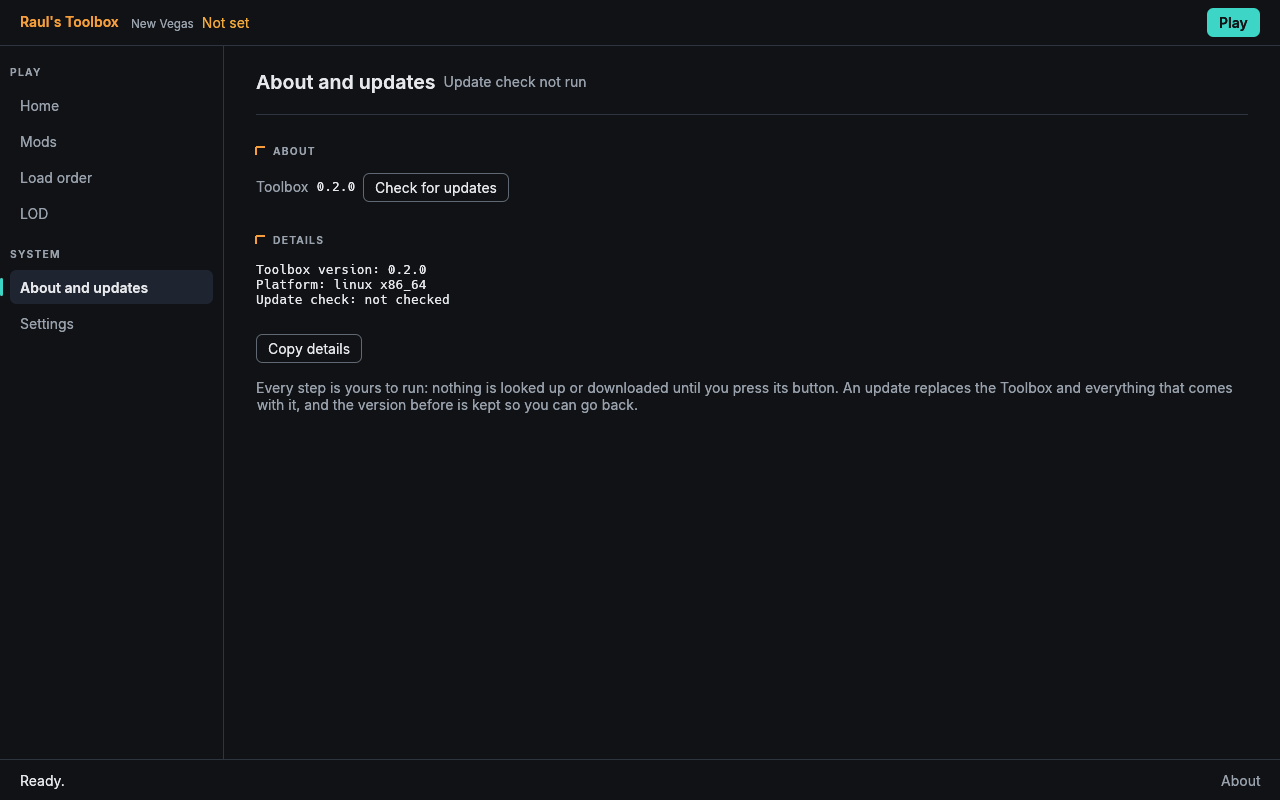 Raul's Toolbox New Vegas Not set Play
PLAY
Home
Mods
Load order
LOD
SYSTEM
About and updates
Settings
About and updates Update check not run
ABOUT
Toolbox 0.2.0 Check for updates
DETAILS
Toolbox version: 0.2.0
Platform: linux x86_64
Update check: not checked
Copy details
Every step is yours to run: nothing is looked up or downloaded until you press its button. An update replaces the Toolbox and everything that comes
with it, and the version before is kept so you can go back.
Ready. About